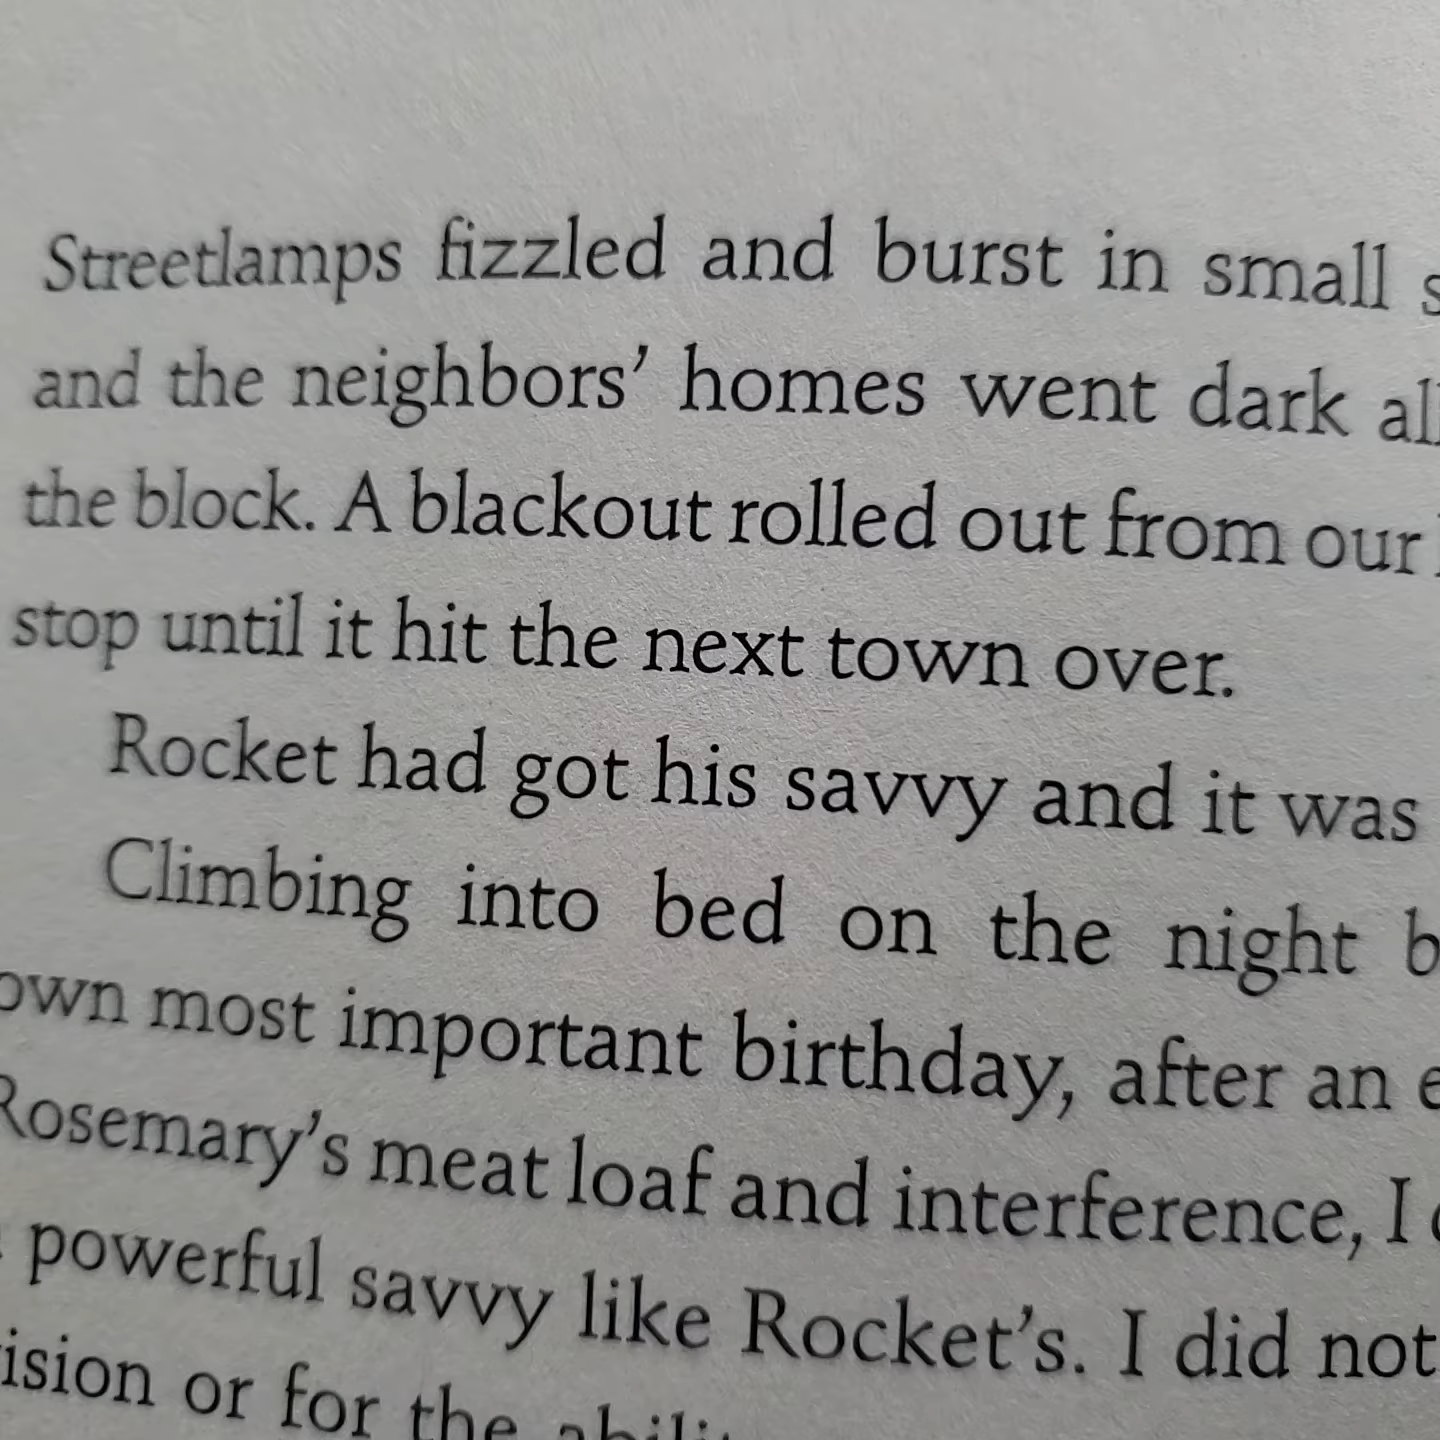 Streetlamps fizzled and burst in small
and the neighbors’ homes went dark
the block. A blackout rolled out from our
stop until it hit the next town over.
Rocket had got his savvy and it was
Climbing into bed on the night
own most important birthday, after an
Rosemary’s meat loaf and interference, I
powerful savvy like Rocket’s. I did not
or for the